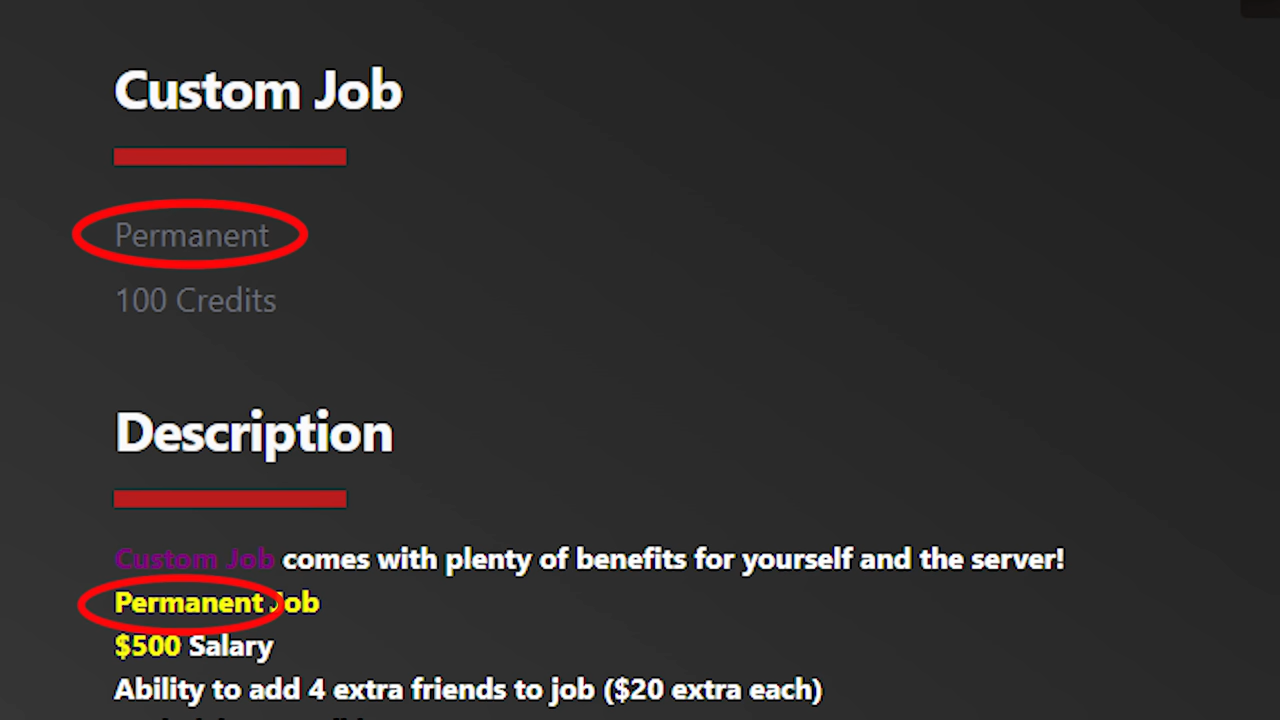 Custom Job
Permanent
100 Credits
Description
Custom Job comes with plenty of benefits for yourself and the server!
Permanent Job
$500 Salary
Ability to add 4 extra friends to job ($20 extra each)